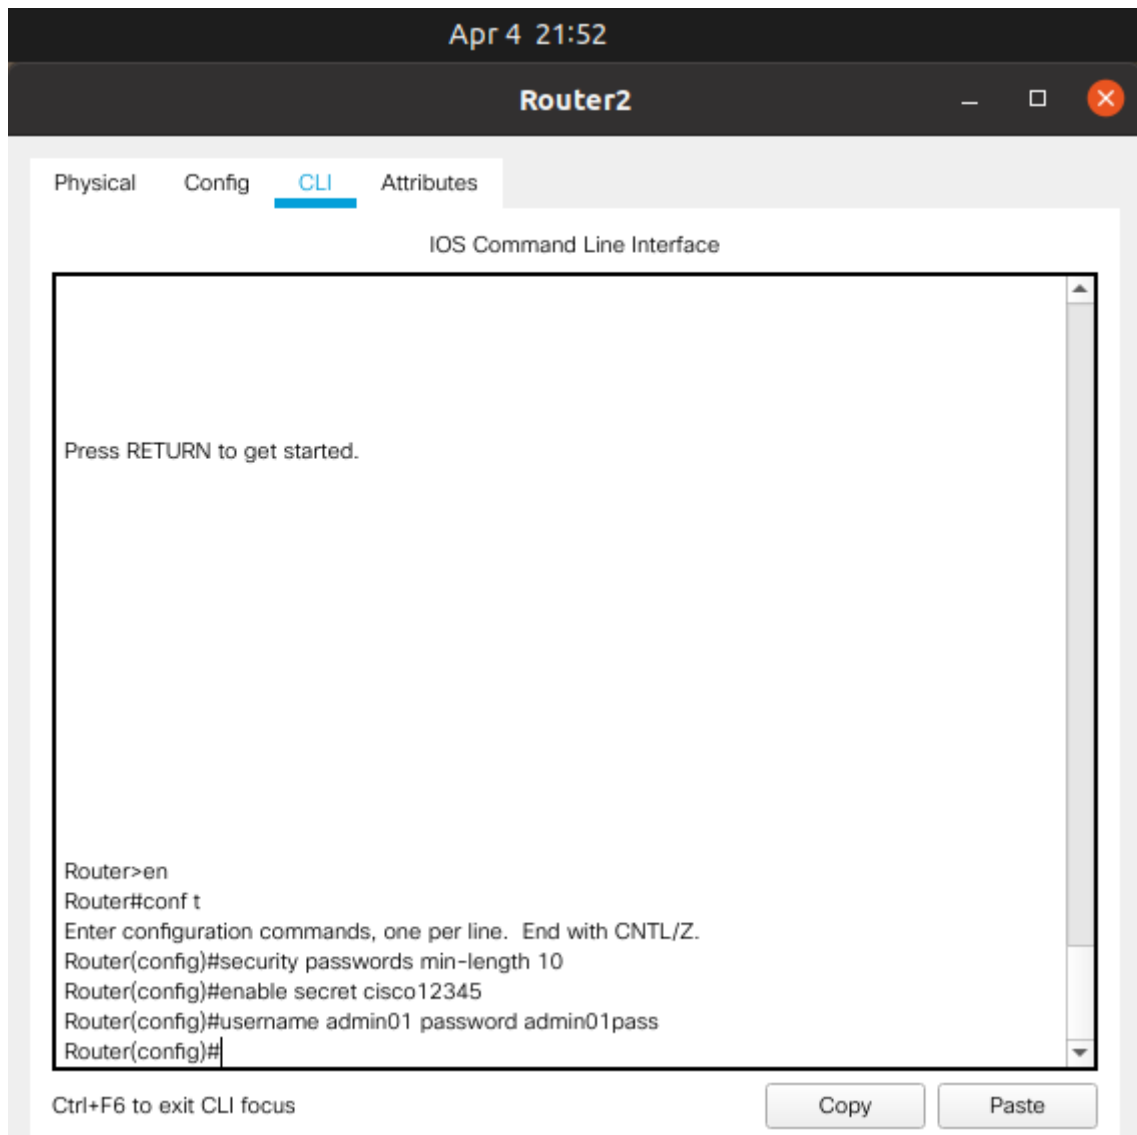 Apr 4 21:52
Router2
Physical Config CLI Attributes
IOS Command Line Interface
Press RETURN to get started.
Router>en
Router#conf t
Enter configuration commands, one per line.  End with CNTL/Z.
Router(config)#security passwords min-length 10
Router(config)#enable secret cisco12345
Router(config)#username admin01 password admin01pass
Router(config)#
Ctrl+F6 to exit CLI focus
Copy Paste